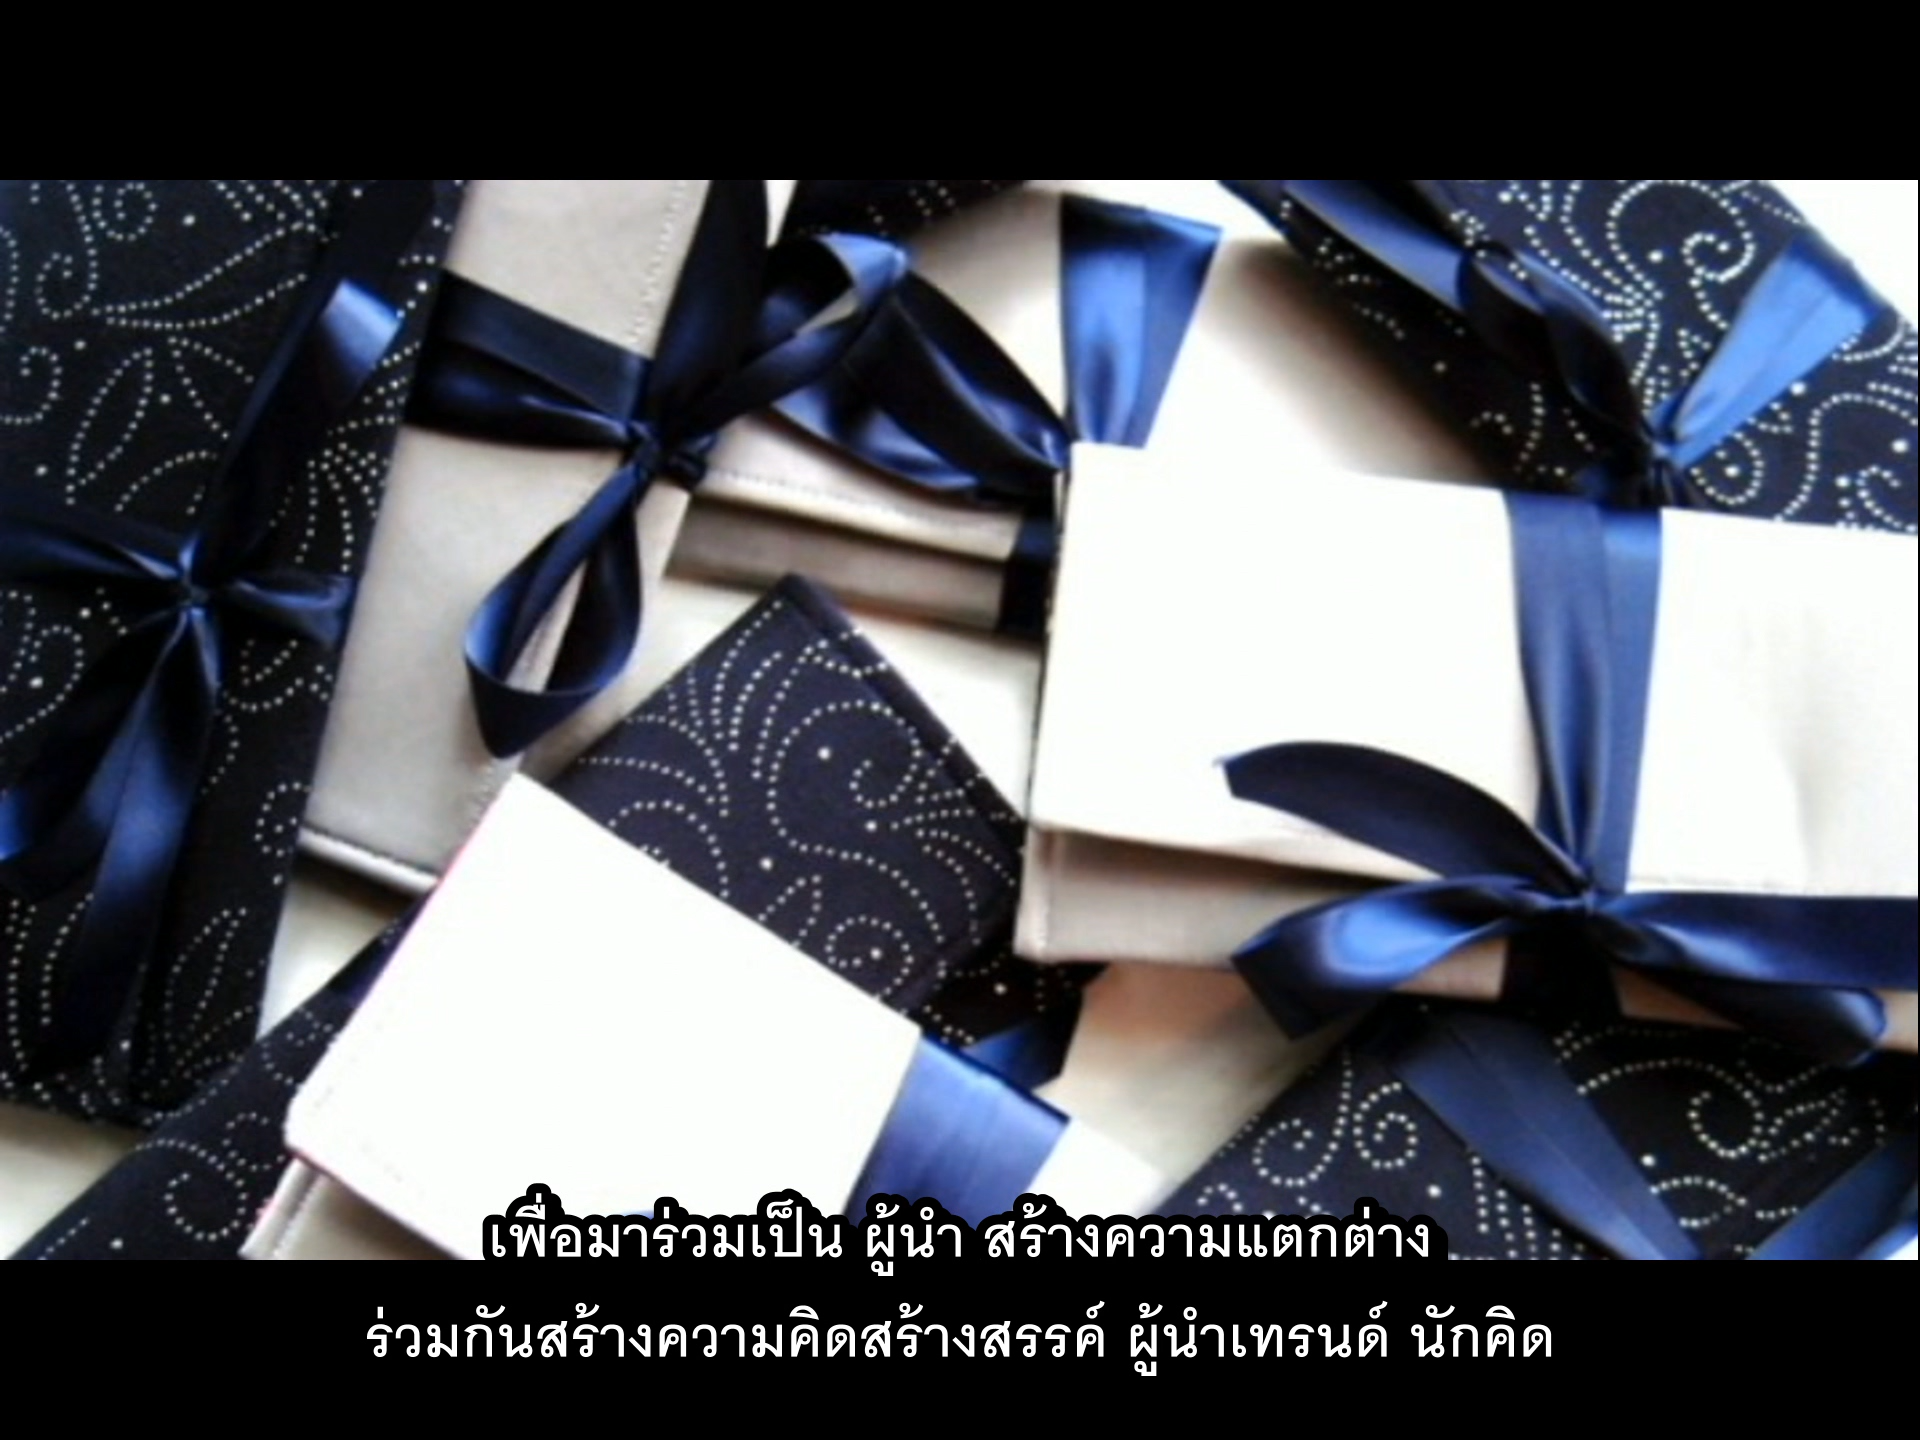 เพื่อมาร่วมเป็น ผู้นำ สร้างความแตกต่าง
ร่วมกันสร้างความคิดสร้างสรรค์ ผู้นำเทรนด์ นักคิด